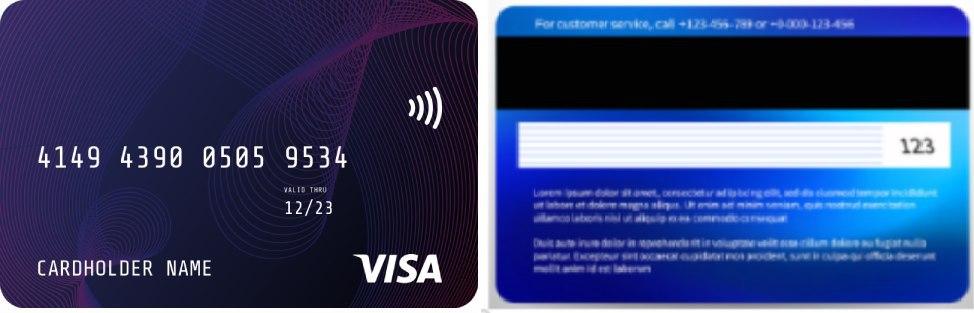 4149 4390 0505 9534
VALID THRU
12/23
CARDHOLDER NAME
VISA
For customer service, call +123-456-789 or +0-000-123-456
123
Lorem ipsum dolor sit amet, consectetur adipiscing elit, sed do eiusmod tempor incididunt
ut labore et dolore magna aliqua. Ut enim ad minim veniam, quis nostrud exercitation
ullamco laboris nisi ut aliquip ex ea commodo consequat
Duis aute irure dolor in reprehenderit in voluptate velit esse cillum dolore eu fugiat nulla
pariatur. Excepteur sint occaecat cupidatat non proident, sunt in culpa qui officia deserunt
mollit anim id est laborum